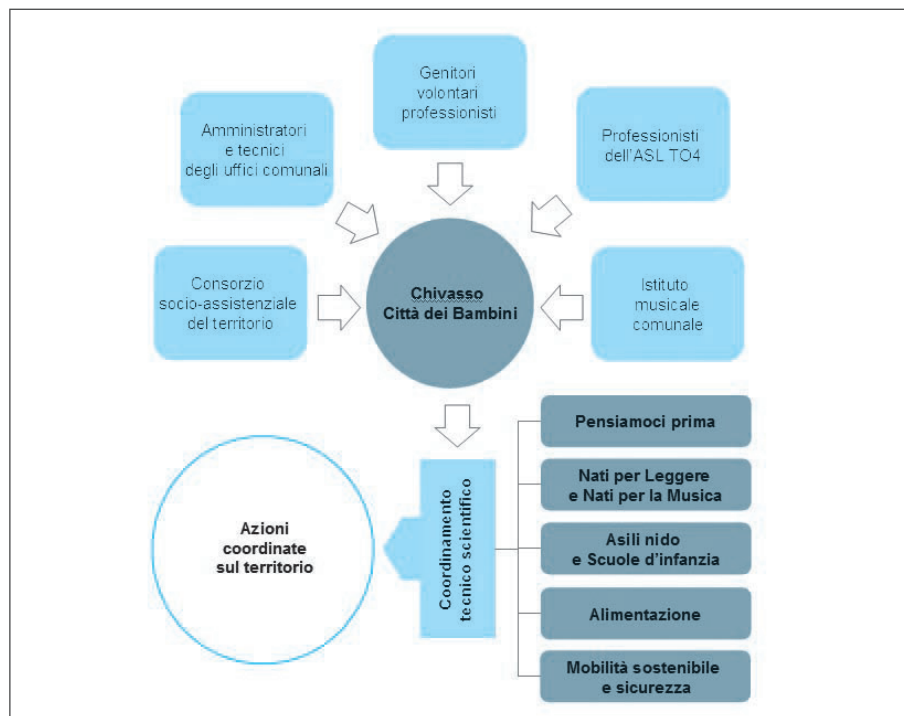 Genitori
volontari
professionisti
Amministratori
e tecnici
degli uffici comunali
Professionisti
dell'ASL TO4
Consorzio
socio-assistenziale
del territorio
Chivasso
Città dei Bambini
Istituto
musicale
comunale
Azioni
coordinate
sul territorio
Coordinamento
tecnico scientifico
Pensiamoci prima
Nati per Leggere
e Nati per la Musica
Asili nido
e Scuole d'infanzia
Alimentazione
Mobilità sostenibile
e sicurezza